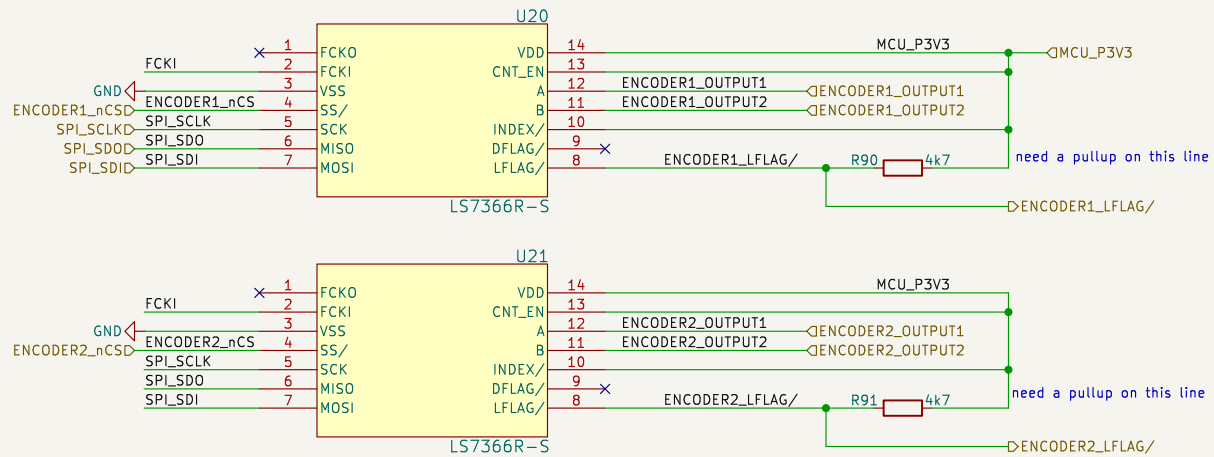 U20
1 FCKO VDD 14 MCU_P3V3 MCU_P3V3
FCKI 2 FCKI CNT_EN 13
GND 3 VSS A 12 ENCODER1_OUTPUT1 ENCODER1_OUTPUT1
ENCODER1_nCS ENCODER1_nCS 4 SS/ B 11 ENCODER1_OUTPUT2 ENCODER1_OUTPUT2
SPI_SCLK SPI_SCLK 5 SCK INDEX/ 10
SPI_SDO SPI_SDO 6 MISO DFLAG/ 9
need a pullup on this line
SPI_SDI SPI_SDI 7 MOSI LFLAG/ 8 ENCODER1_LFLAG/ R90 4k7
LS7366R-S ENCODER1_LFLAG/
U21
1 FCKO VDD 14 MCU_P3V3
FCKI 2 FCKI CNT_EN 13
GND 3 VSS A 12 ENCODER2_OUTPUT1 ENCODER2_OUTPUT1
ENCODER2_nCS ENCODER2_nCS 4 SS/ B 11 ENCODER2_OUTPUT2 ENCODER2_OUTPUT2
SPI_SCLK 5 SCK INDEX/ 10
SPI_SDO 6 MISO DFLAG/ 9
need a pullup on this line
SPI_SDI 7 MOSI LFLAG/ 8 ENCODER2_LFLAG/ R91 4k7
LS7366R-S ENCODER2_LFLAG/